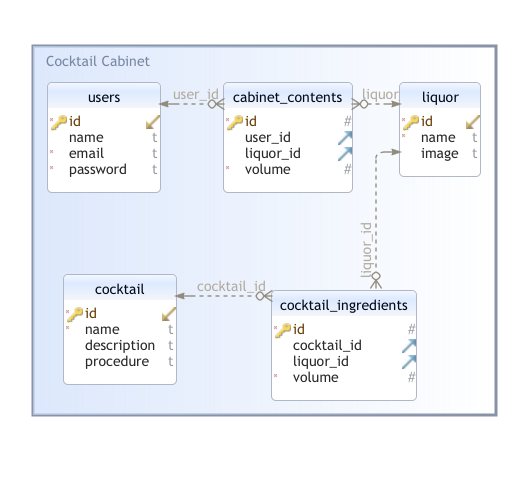 Cocktail Cabinet
users
id
name t
email t
password t
user_id
cabinet_contents
id #
user_id
liquor_id
volume #
liquor
liquor
id
name t
image t
liquor_id
cocktail
id
name t
description t
procedure t
cocktail_id
cocktail_ingredients
id #
cocktail_id
liquor_id
volume #